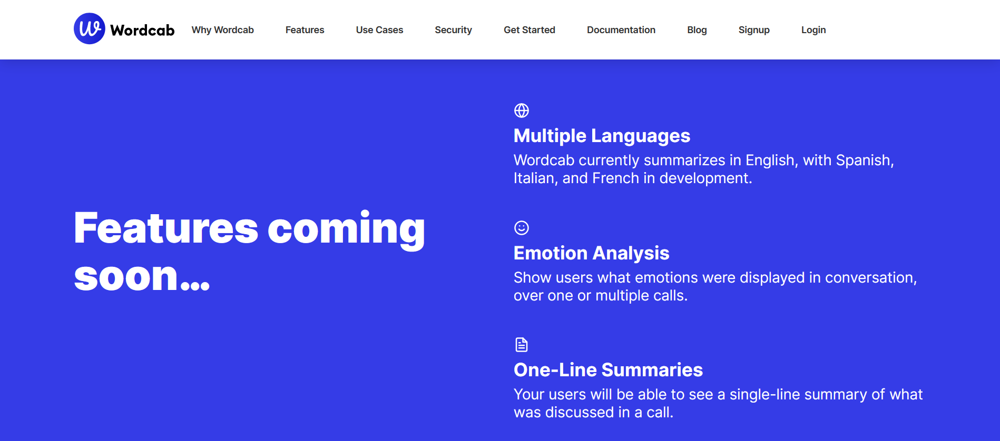 Wordcab
Why Wordcab
Features
Use Cases
Security
Get Started
Documentation
Blog
Signup
Login
Features coming
soon...
Multiple Languages
Wordcab currently summarizes in English, with Spanish,
Italian, and French in development.
Emotion Analysis
Show users what emotions were displayed in conversation,
over one or multiple calls.
One-Line Summaries
Your users will be able to see a single-line summary of what
was discussed in a call.